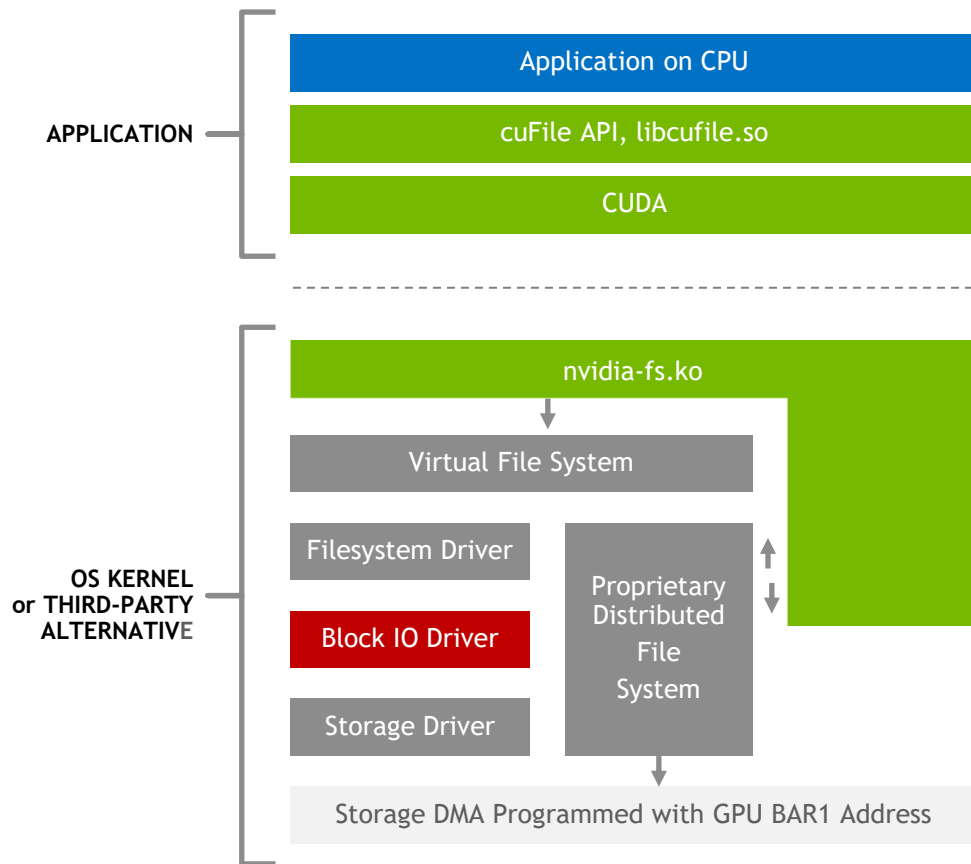 Application on CPU
APPLICATION
cuFile API, libcufile.so
CUDA
nvidia-fs.ko
Virtual File System
Filesystem Driver
OS KERNEL
or THIRD-PARTY
ALTERNATIVE
Block IO Driver
Storage Driver
Proprietary
Distributed
File
System
Storage DMA Programmed with GPU BAR1 Address